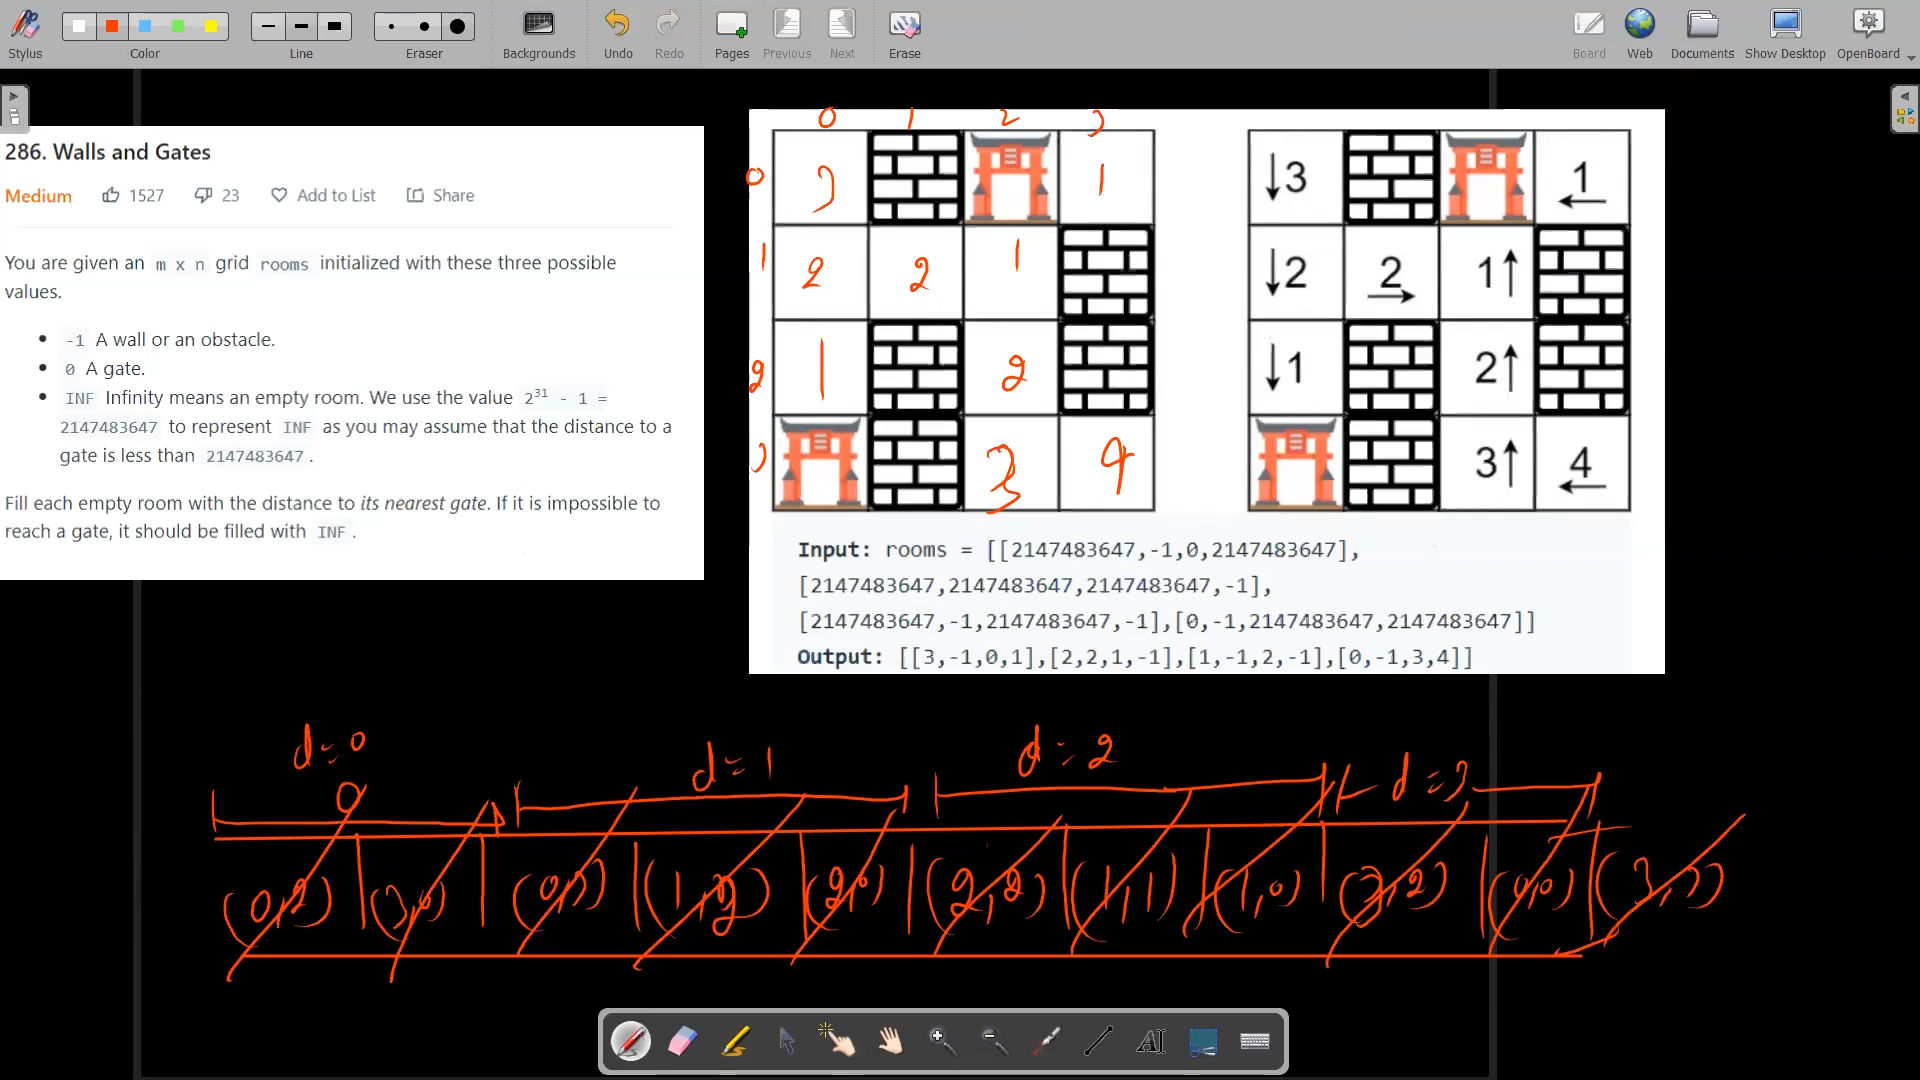 Stylus
Color
Line
Eraser
Backgrounds
Undo
Redo
Pages
Previous
Next
Erase
Board
Web
Documents
Show Desktop
OpenBoard
286. Walls and Gates
Medium 1527 23 Add to List Share
You are given an m x n grid rooms initialized with these three possible
values.
-1 A wall or an obstacle.
0 A gate.
INF Infinity means an empty room. We use the value 2^31 - 1 =
2147483647 to represent INF as you may assume that the distance to a
gate is less than 2147483647.
Fill each empty room with the distance to its nearest gate. If it is impossible to
reach a gate, it should be filled with INF.
0 1 2 3
0 3 1
1 2 2 1
2 1 2
3 3 4
↓3 1 ←
↓2 2 → 1↑
↓1 2↑
3↑ 4 ←
Input: rooms = [[2147483647,-1,0,2147483647],
[2147483647,2147483647,2147483647,-1],
[2147483647,-1,2147483647,-1],[0,-1,2147483647,2147483647]]
Output: [[3,-1,0,1],[2,2,1,-1],[1,-1,2,-1],[0,-1,3,4]]
d=0 d=1 d=2 d=3
Q
(0,2) (3,0) (0,3) (1,2) (2,0) (2,2) (1,1) (1,0) (3,2) (0,0) (3,3)
AI